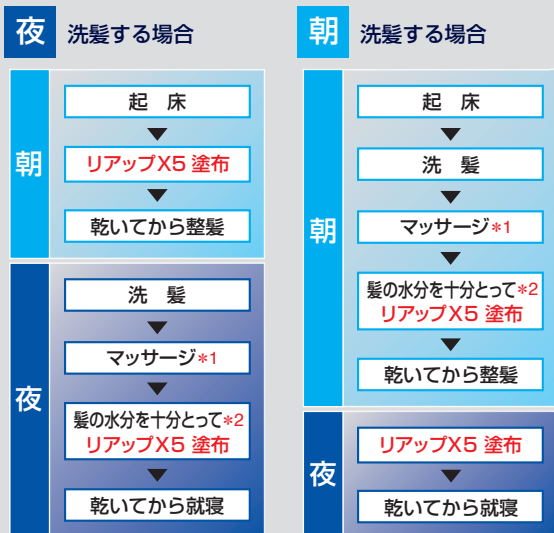 夜 洗髪する場合
朝
起 床
リアップX5 塗布
乾いてから整髪
夜
洗 髪
マッサージ*1
髪の水分を十分とって*2
リアップX5 塗布
乾いてから就寝
朝 洗髪する場合
朝
起 床
洗 髪
マッサージ*1
髪の水分を十分とって*2
リアップX5 塗布
乾いてから整髪
夜
リアップX5 塗布
乾いてから就寝